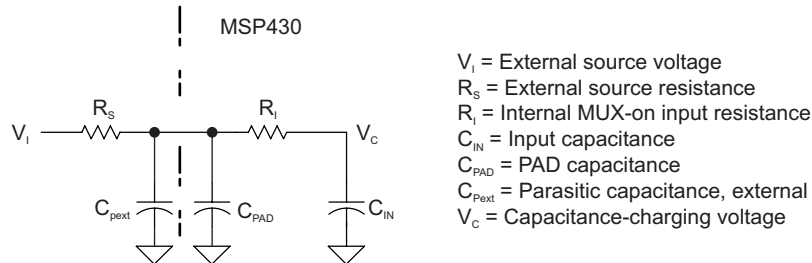 MSP430
R_S
R_I
V_I
V_C
C_pext
C_PAD
C_IN
V_I = External source voltage
R_S = External source resistance
R_I = Internal MUX-on input resistance
C_IN = Input capacitance
C_PAD = PAD capacitance
C_Pext = Parasitic capacitance, external
V_C = Capacitance-charging voltage